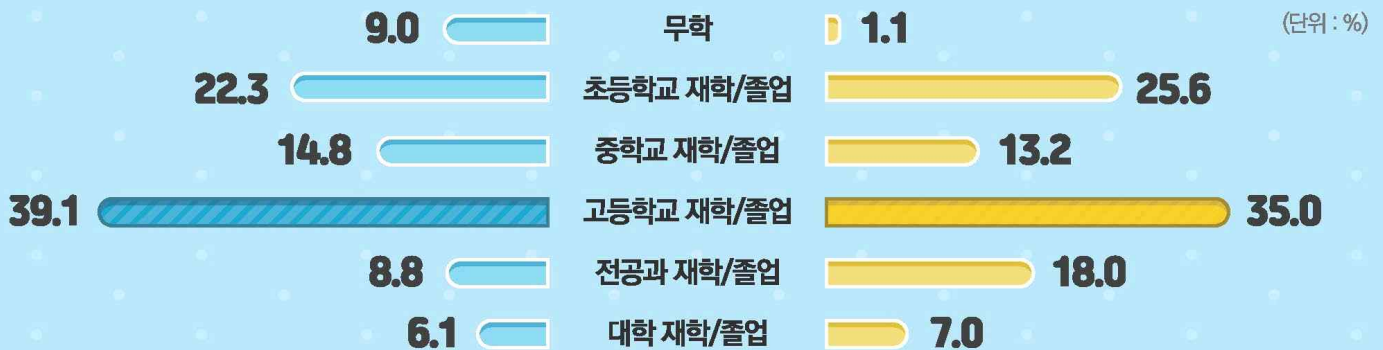 9.0 무학 1.1 (단위 : %)
22.3 초등학교 재학/졸업 25.6
14.8 중학교 재학/졸업 13.2
39.1 고등학교 재학/졸업 35.0
8.8 전공과 재학/졸업 18.0
6.1 대학 재학/졸업 7.0